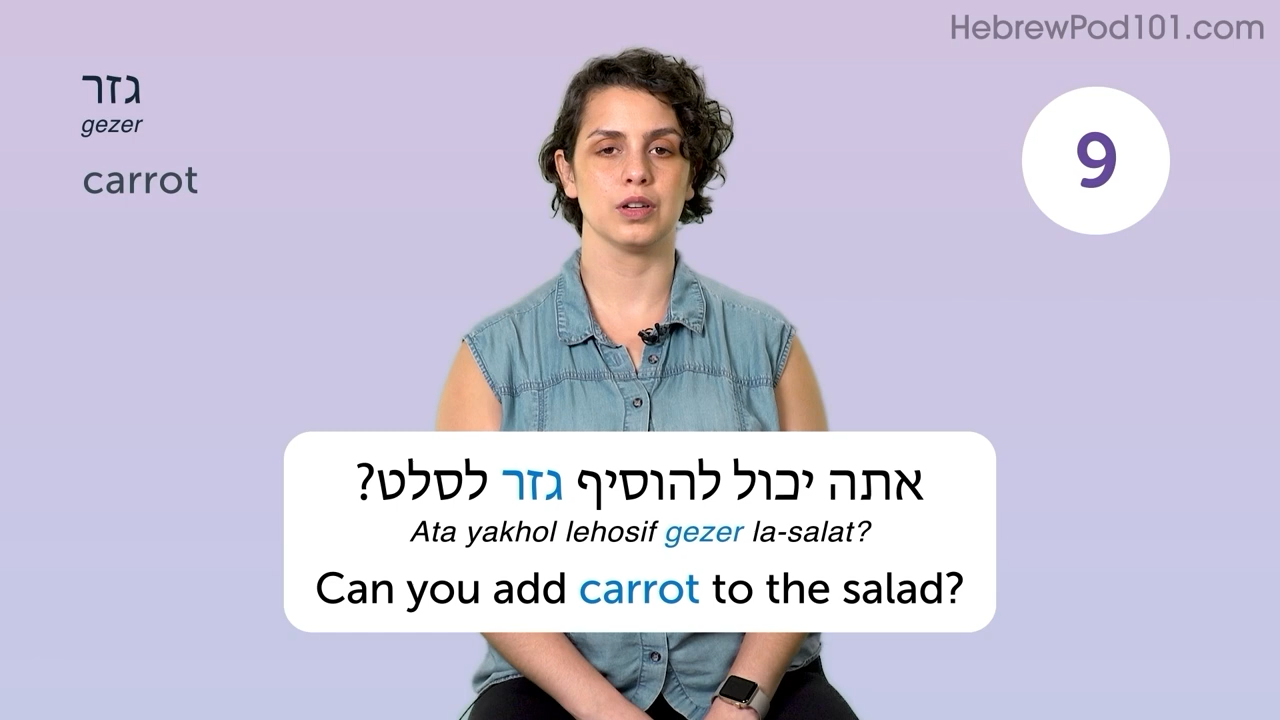 HebrewPod101.com
גזר
gezer
carrot
9
אתה יכול להוסיף גזר לסלט?
Ata yakhol lehosif gezer la-salat?
Can you add carrot to the salad?